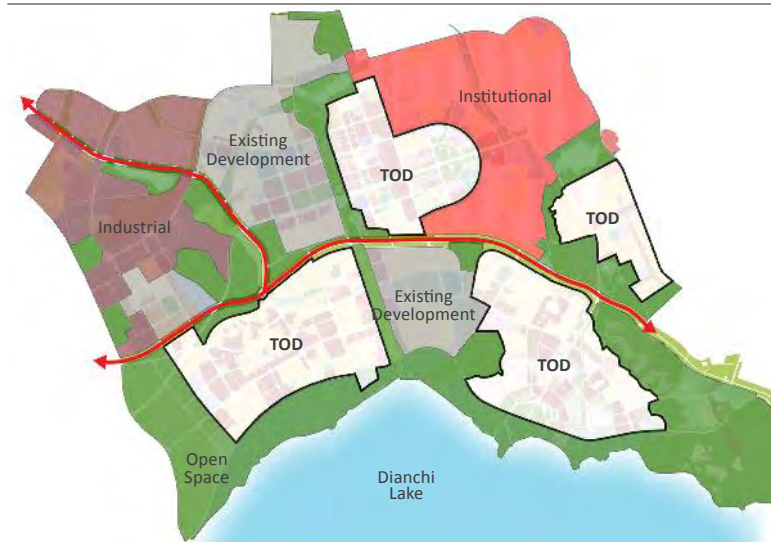 Institutional
Existing
Development
TOD
TOD
Industrial
Existing
Development
TOD
TOD
Open
Space
Dianchi
Lake